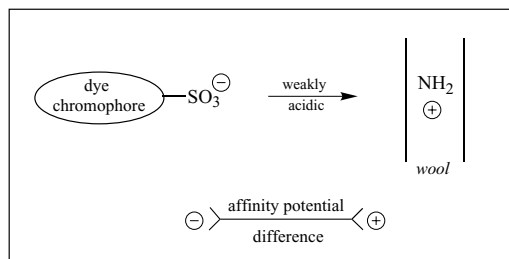 dye
chromophore
SO3 ⊖
weakly
acidic
NH2
⊕
wool
affinity potential
⊖ ⊕
difference